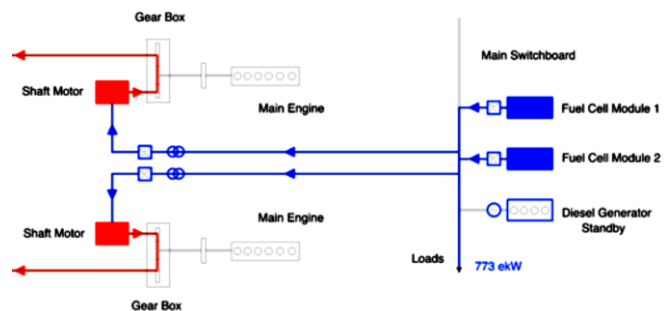 Gear Box
Main Switchboard
Shaft Motor
Main Engine
Fuel Cell Module 1
Fuel Cell Module 2
Main Engine
Diesel Generator
Standby
Shaft Motor
Loads
773 ekW
Gear Box